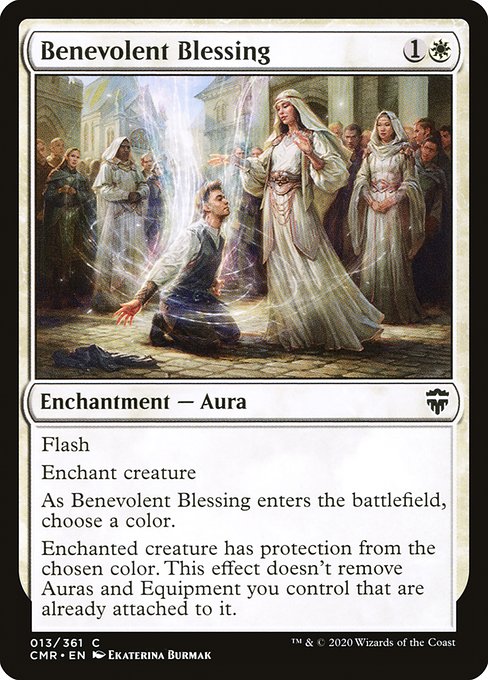 Benevolent Blessing 1
Enchantment — Aura
Flash
Enchant creature
As Benevolent Blessing enters the battlefield,
choose a color.
Enchanted creature has protection from the
chosen color. This effect doesn't remove
Auras and Equipment you control that are
already attached to it.
013/361 C
™ & © 2020 Wizards of the Coast
CMR • EN Ekaterina Burmak